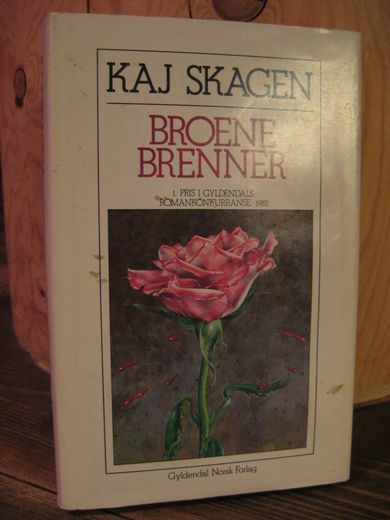 KAJ SKAGEN
BROENE
BRENNER
1. PRIS I GYLDENDALS
ROMANKONKURRANSE 1982
Gyldendal Norsk Forlag